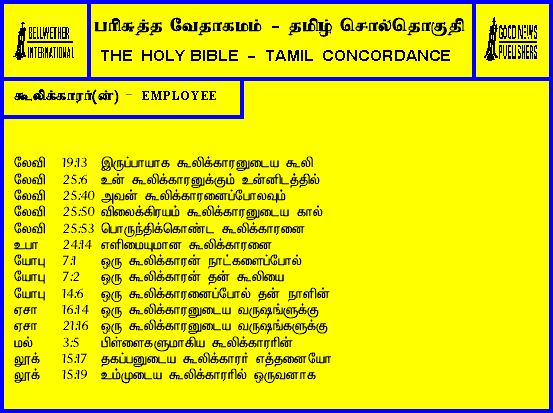 BELLWETHER INTERNATIONAL
பரிசுத்த வேதாகமம் - தமிழ் சொல்தொகுதி
GOOD NEWS PUBLISHERS
THE HOLY BIBLE - TAMIL CONCORDANCE
கூலிக்காரர்(ன்) - EMPLOYEE
லேவி 19:13 இருப்பாயாக கூலிக்காரனுடைய கூலி
லேவி 25:6 உன் கூலிக்காரனுக்கும் உன்னிடத்தில்
லேவி 25:40 அவன் கூலிக்காரனைப்போலவும்
லேவி 25:50 விலைக்கிரயம் கூலிக்காரனுடைய கால
லேவி 25:53 பொருந்திக்கொண்ட கூலிக்காரனை
உபா 24:14 எளிமையுமான கூலிக்காரனை
யோபு 7:1 ஒரு கூலிக்காரன் நாட்களைப்போல்
யோபு 7:2 ஒரு கூலிக்காரன் தன் கூலியை
யோபு 14:6 ஒரு கூலிக்காரனைப்போல் தன் நாளின்
ஏசா 16:14 ஒரு கூலிக்காரனுடைய வருஷங்ளுக்கு
ஏசா 21:16 ஒரு கூலிக்காரனுடைய வருஷங்களுக்கு
மல் 3:5 பிள்ளைகளுமாகிய கூலிக்காரரின்
லூக் 15:17 தகப்பனுடைய கூலிக்காரர் எத்தனையோ
லூக் 15:19 உம்முடைய கூலிக்காரரில் ஒருவனாக